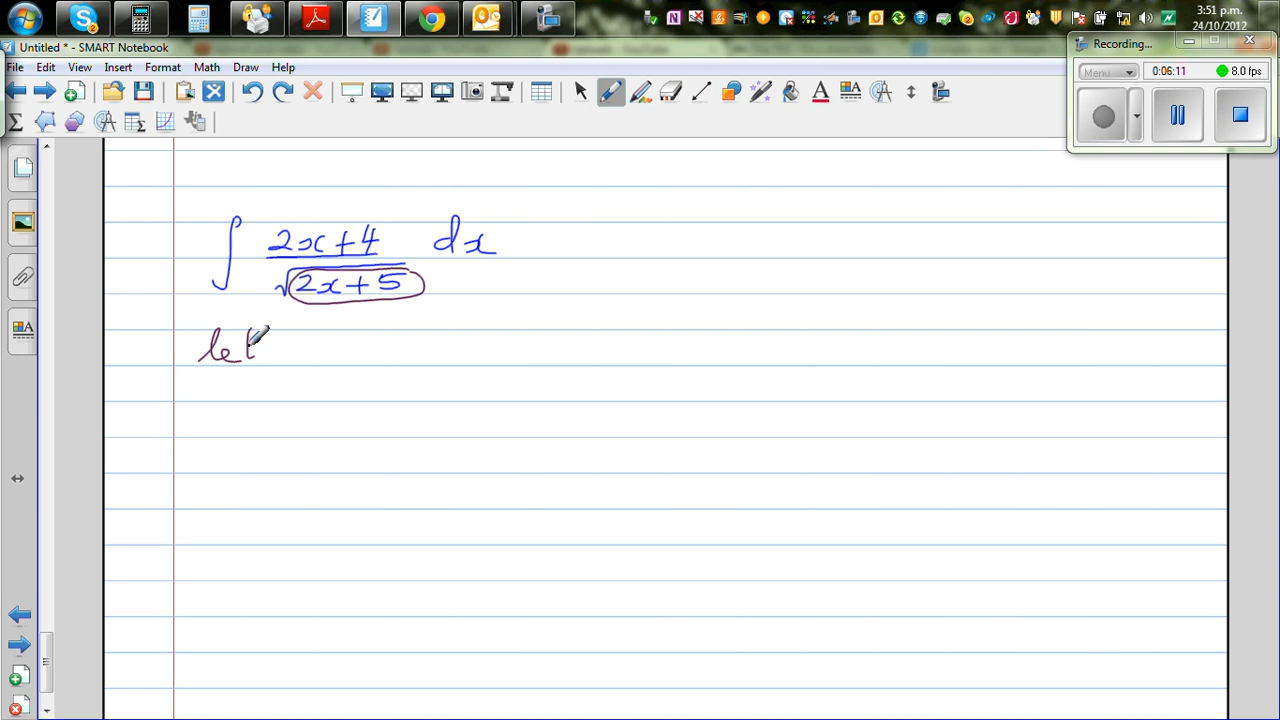 3:51 p.m.
24/10/2012
Untitled * - SMART Notebook
Recording...
File Edit View Insert Format Math Draw Help
Menu
0:06:11
8.0 fps
∫ 2x+4 dx
√2x+5
let